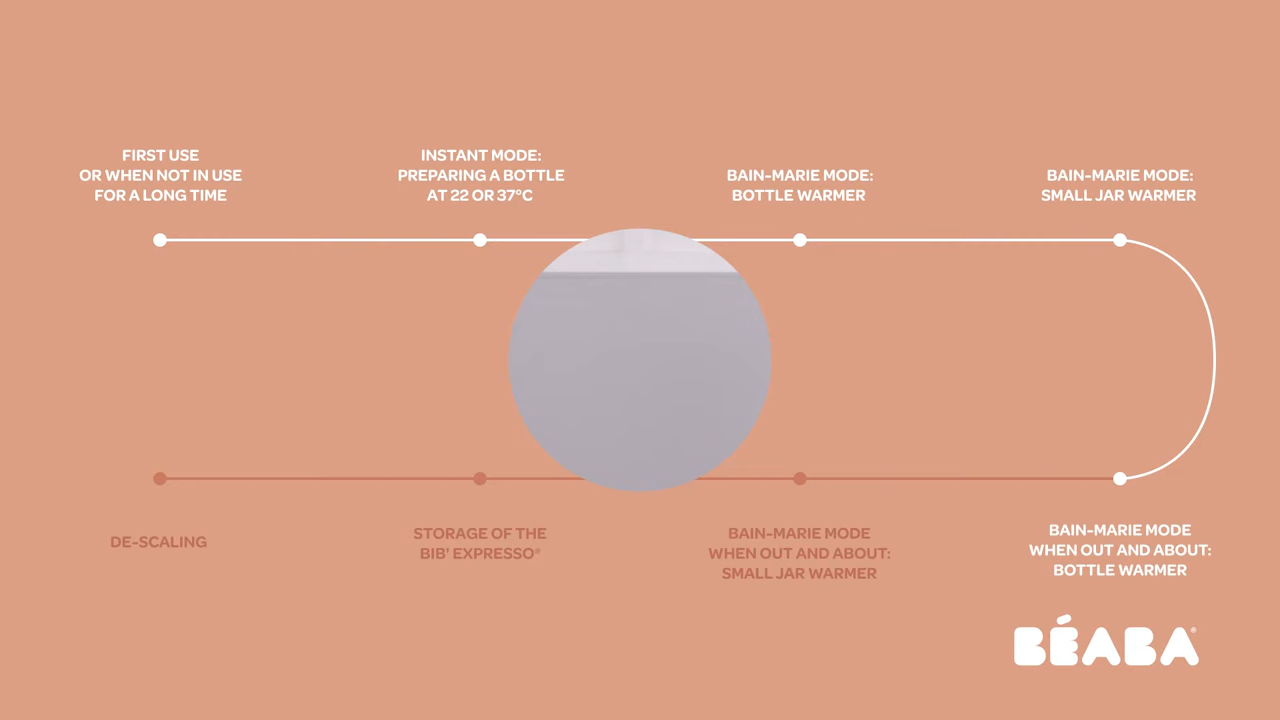 FIRST USE
OR WHEN NOT IN USE
FOR A LONG TIME
INSTANT MODE:
PREPARING A BOTTLE
AT 22 OR 37°C
BAIN-MARIE MODE:
BOTTLE WARMER
BAIN-MARIE MODE:
SMALL JAR WARMER
DE-SCALING
STORAGE OF THE
BIB' EXPRESSO®
BAIN-MARIE MODE
WHEN OUT AND ABOUT:
SMALL JAR WARMER
BAIN-MARIE MODE
WHEN OUT AND ABOUT:
BOTTLE WARMER
BÉABA®